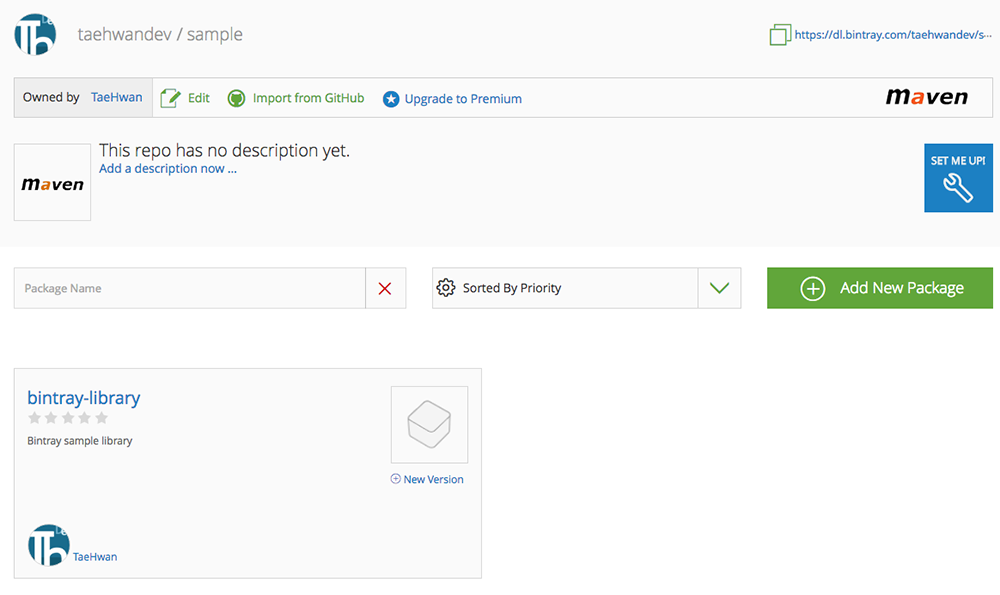 taehwandev / sample
https://dl.bintray.com/taehwandev/s...
Owned by TaeHwan Edit Import from GitHub Upgrade to Premium maven
This repo has no description yet.
Add a description now ...
maven
SET ME UP!
Package Name Sorted By Priority Add New Package
bintray-library
Bintray sample library
New Version
Th
TaeHwan